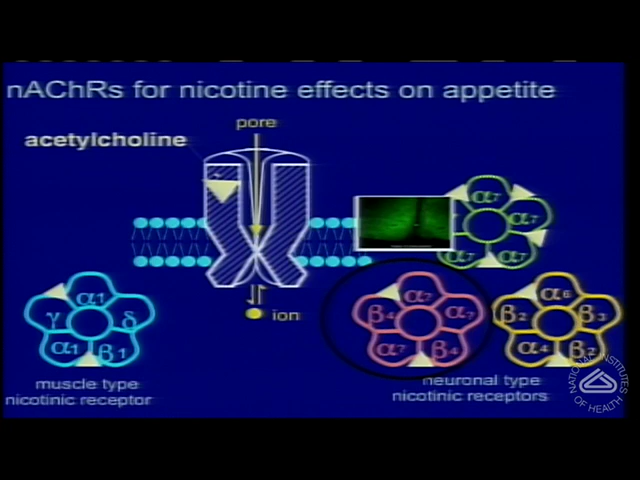 nAChRs for nicotine effects on appetite
pore
acetylcholine
ion
α7
α7
α7
α7
α1
γ
δ
α1
β1
α7
β4
α7
α7
β4
α6
β2
β3
α4
β2
muscle type
nicotinic receptor
neuronal type
nicotinic receptors
NATIONAL INSTITUTES
OF HEALTH